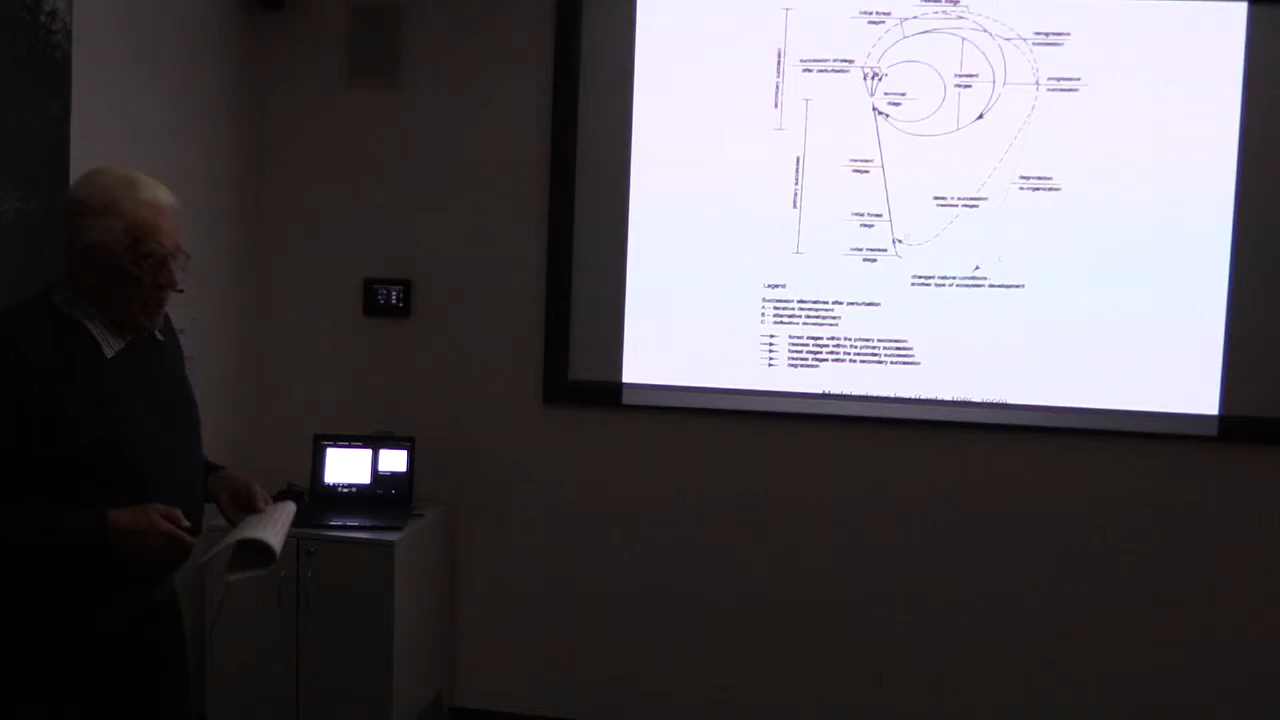 treeless stage
initial forest
stages
retrogressive
succession
succession strategy
after perturbation
secondary succession
transient
stages
progressive
succession
terminal
stage
primary succession
transient
stages
degradation
re-organization
delay in succession
- treeless stages
initial forest
stage
initial treeless
stage
changed natural conditions -
another type of ecosystem development
Legend
Succession alternatives after perturbation
A – iterative development
B – alternative development
C – deflective development
forest stages within the primary succession
treeless stages within the primary succession
forest stages within the secondary succession
treeless stages within the secondary succession
degradation